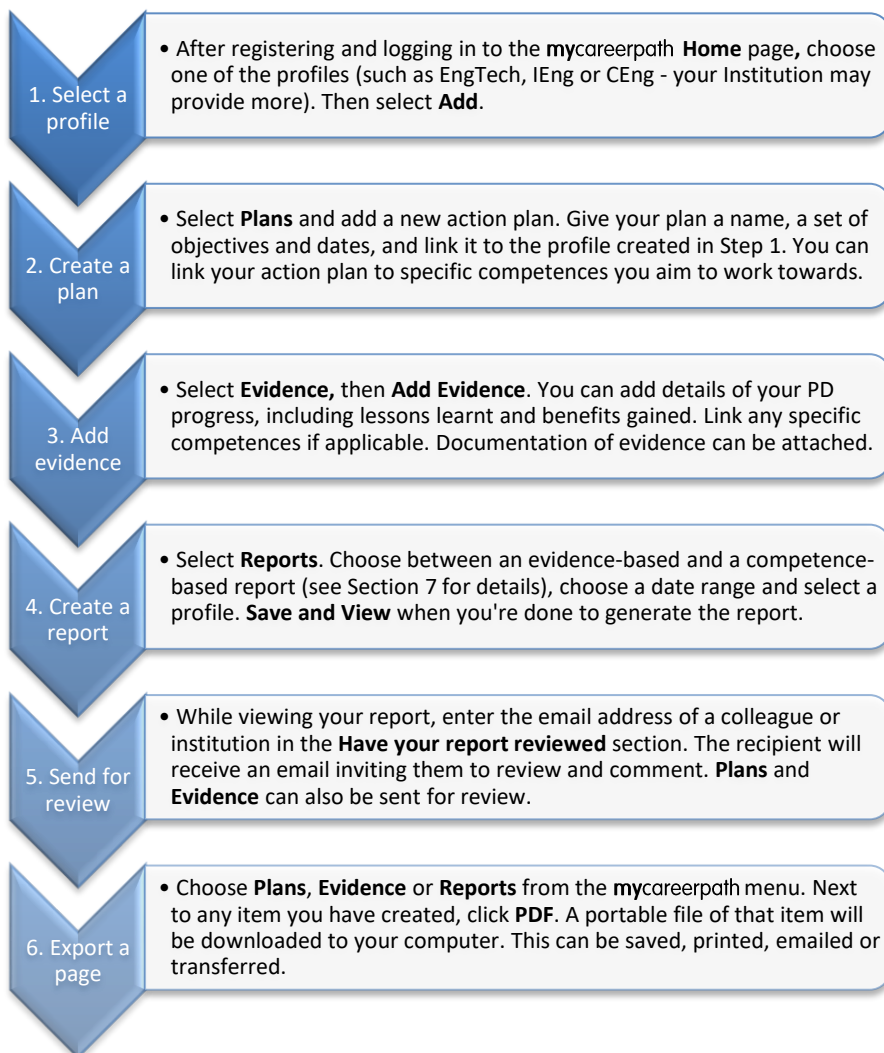 1. Select a
profile
• After registering and logging in to the mycareerpath Home page, choose
one of the profiles (such as EngTech, IEng or CEng - your Institution may
provide more). Then select Add.
2. Create a
plan
• Select Plans and add a new action plan. Give your plan a name, a set of
objectives and dates, and link it to the profile created in Step 1. You can
link your action plan to specific competences you aim to work towards.
3. Add
evidence
• Select Evidence, then Add Evidence. You can add details of your PD
progress, including lessons learnt and benefits gained. Link any specific
competences if applicable. Documentation of evidence can be attached.
4. Create a
report
• Select Reports. Choose between an evidence-based and a competence-
based report (see Section 7 for details), choose a date range and select a
profile. Save and View when you're done to generate the report.
5. Send for
review
• While viewing your report, enter the email address of a colleague or
institution in the Have your report reviewed section. The recipient will
receive an email inviting them to review and comment. Plans and
Evidence can also be sent for review.
6. Export a
page
• Choose Plans, Evidence or Reports from the mycareerpath menu. Next
to any item you have created, click PDF. A portable file of that item will
be downloaded to your computer. This can be saved, printed, emailed or
transferred.